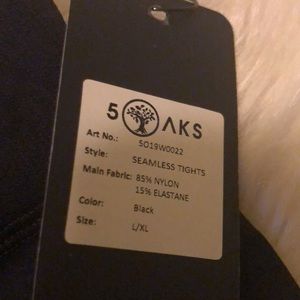 5 OAKS
Art No.: 5O19W0022
Style: SEAMLESS TIGHTS
Main Fabric: 85% NYLON
15% ELASTANE
Color: Black
Size: L/XL